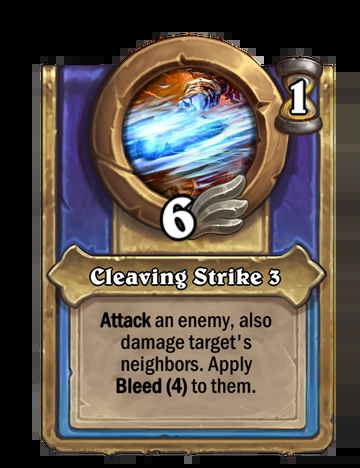 1
6
Cleaving Strike 3
Attack an enemy, also
damage target's
neighbors. Apply
Bleed (4) to them.